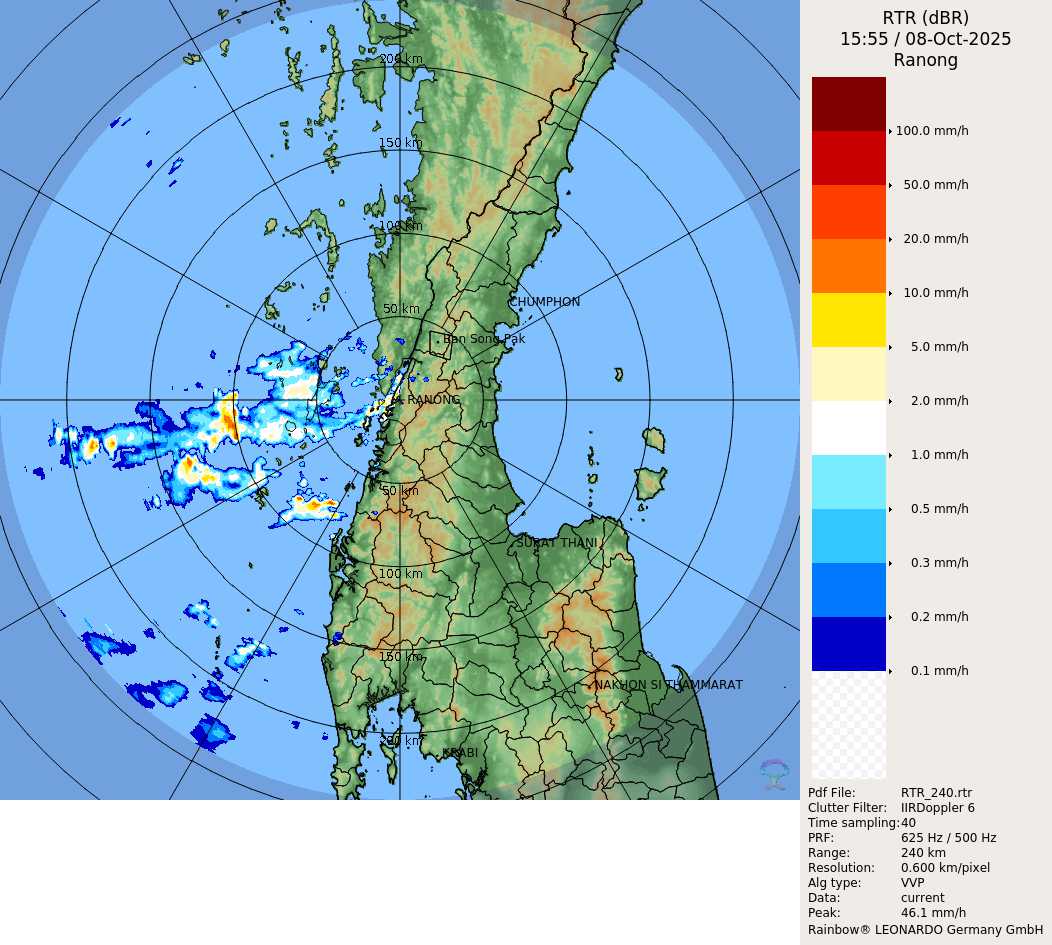 RTR (dBR)
15:55 / 08-Oct-2025
Ranong
200 km
150 km
100 km
50 km
CHUMPHON
Ban Song Pak
RANONG
50 km
SURAT THANI
100 km
150 km
NAKHON SI THAMMARAT
200 km
KRABI
100.0 mm/h
50.0 mm/h
20.0 mm/h
10.0 mm/h
5.0 mm/h
2.0 mm/h
1.0 mm/h
0.5 mm/h
0.3 mm/h
0.2 mm/h
0.1 mm/h
Pdf File: RTR_240.rtr
Clutter Filter: IIRDoppler 6
Time sampling:40
PRF: 625 Hz / 500 Hz
Range: 240 km
Resolution: 0.600 km/pixel
Alg type: VVP
Data: current
Peak: 46.1 mm/h
Rainbow® LEONARDO Germany GmbH